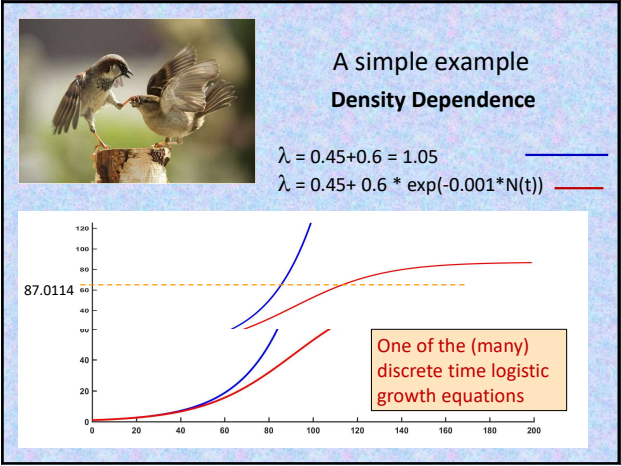 A simple example
Density Dependence
λ = 0.45+0.6 = 1.05
λ = 0.45+ 0.6 * exp(-0.001*N(t))
120
100
80
87.0114
60
40
60
40
20
0
0 20 40 60 80 100 120 140 160 180 200
One of the (many)
discrete time logistic
growth equations